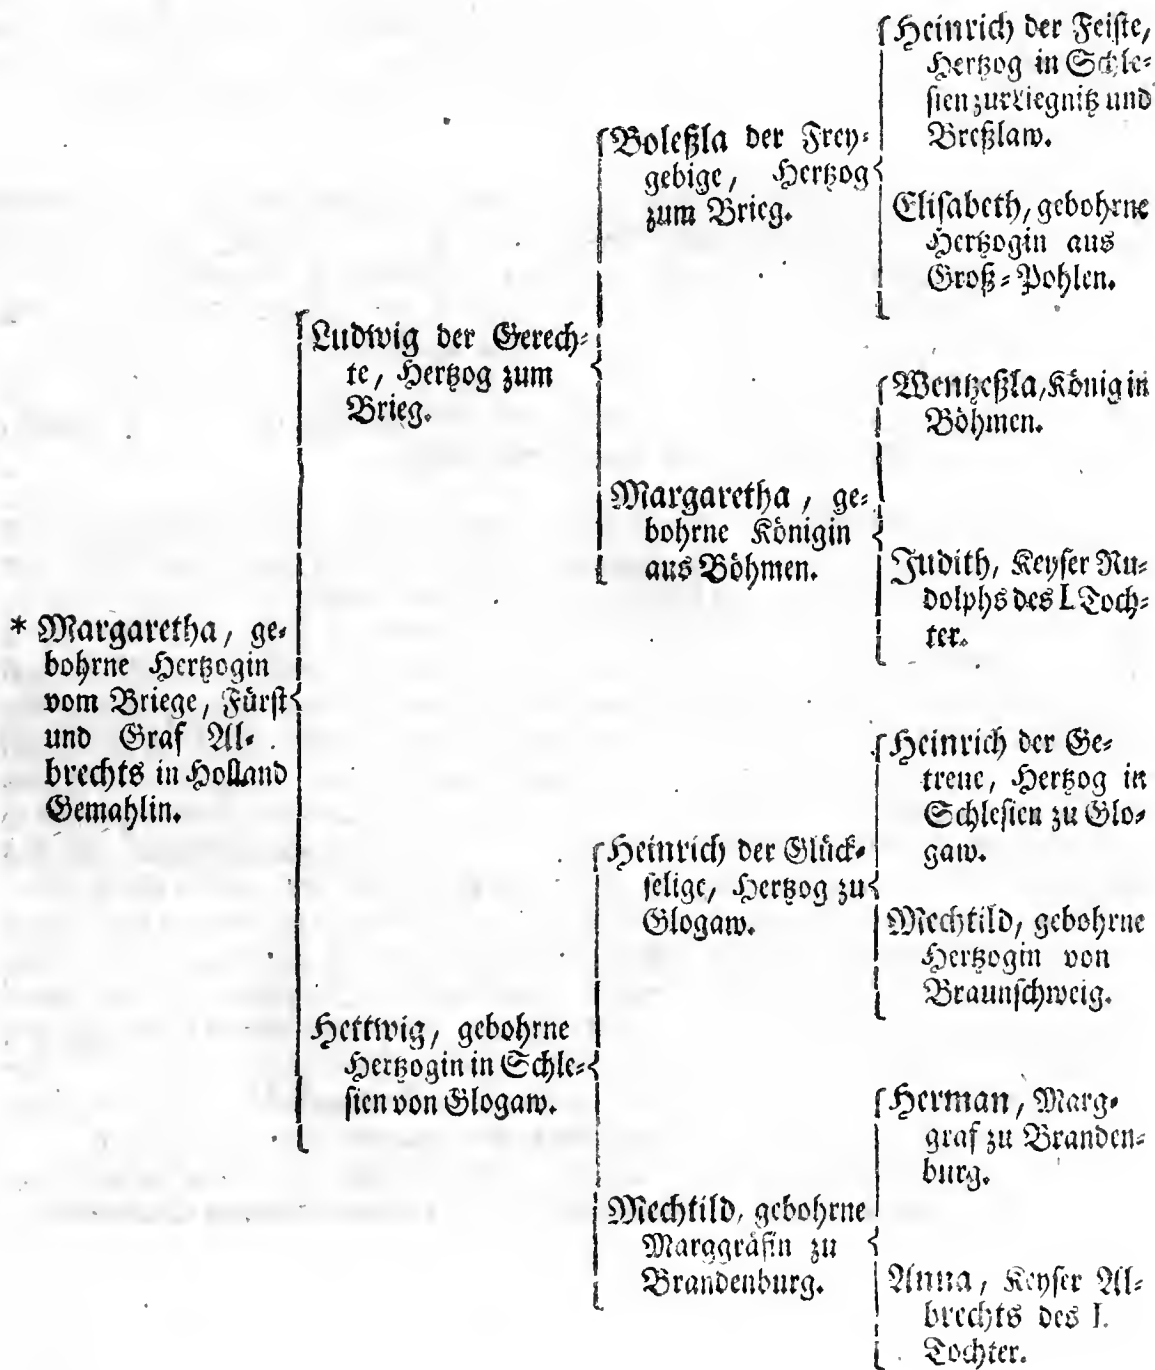 * Margaretha, ge⸗
bohrne Hertzogin
vom Briege, Fürst
und Graf Al⸗
brechts in Holland
Gemahlin.
Ludwig der Gerech⸗
te, Hertzog zum
Brieg.
Boleßla der Frey⸗
gebige, Hertzog
zum Brieg.
Heinrich der Feiste,
Hertzog in Schle⸗
sien zur Liegnitz und
Breßlaw.
Elisabeth, gebohrne
Hertzogin aus
Groß⸗Pohlen.
Margaretha, ge⸗
bohrne Königin
aus Böhmen.
Wentzeßla, König in
Böhmen.
Judith, Keyser Ru⸗
dolphs des I. Toch⸗
ter.
Hettwig, gebohrne
Hertzogin in Schle⸗
sien von Glogaw.
Heinrich der Glück⸗
selige, Hertzog zu
Glogaw.
Heinrich der Ge⸗
treue, Hertzog in
Schlesien zu Glo⸗
gaw.
Mechtild, gebohrne
Hertzogin von
Braunschweig.
Mechtild, gebohrne
Marggräfin zu
Brandenburg.
Herman, Marg⸗
graf zu Branden⸗
burg.
Anna, Keyser Al⸗
brechts des I.
Tochter.